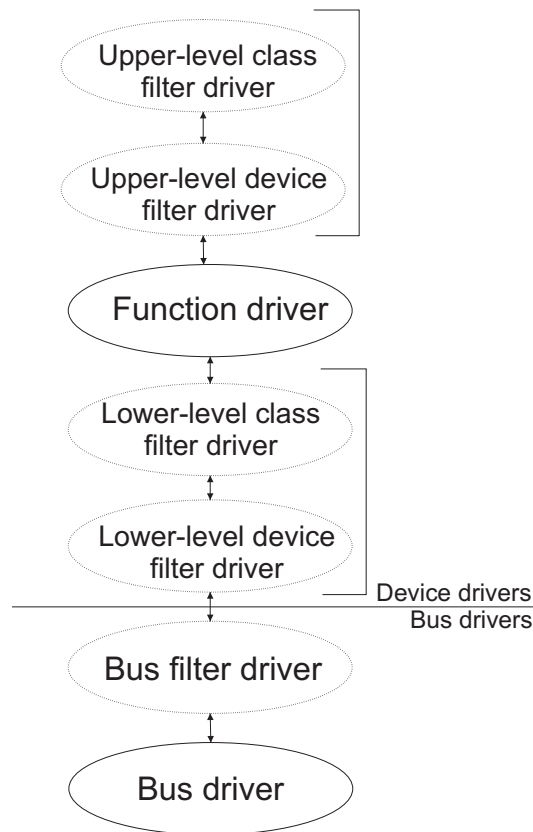 Upper-level class
filter driver
Upper-level device
filter driver
Function driver
Lower-level class
filter driver
Lower-level device
filter driver
Device drivers
Bus drivers
Bus filter driver
Bus driver